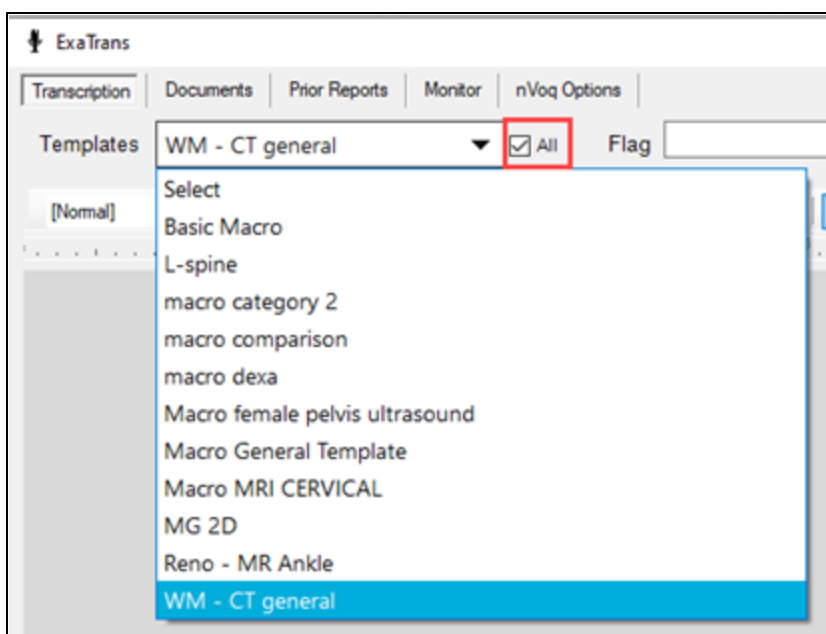 ExaTrans
Transcription Documents Prior Reports Monitor nVoq Options
Templates WM - CT general All Flag
Select
[Normal]
Basic Macro
L-spine
macro category 2
macro comparison
macro dexa
Macro female pelvis ultrasound
Macro General Template
Macro MRI CERVICAL
MG 2D
Reno - MR Ankle
WM - CT general